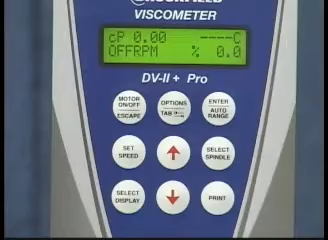 BROOKFIELD
VISCOMETER
cP 0.00 ----C
OFFRPM % 0.0
DV-II+ Pro
MOTOR
ON/OFF
ESCAPE
OPTIONS
TAB
ENTER
AUTO
RANGE
SET
SPEED
SELECT
SPINDLE
SELECT
DISPLAY
PRINT